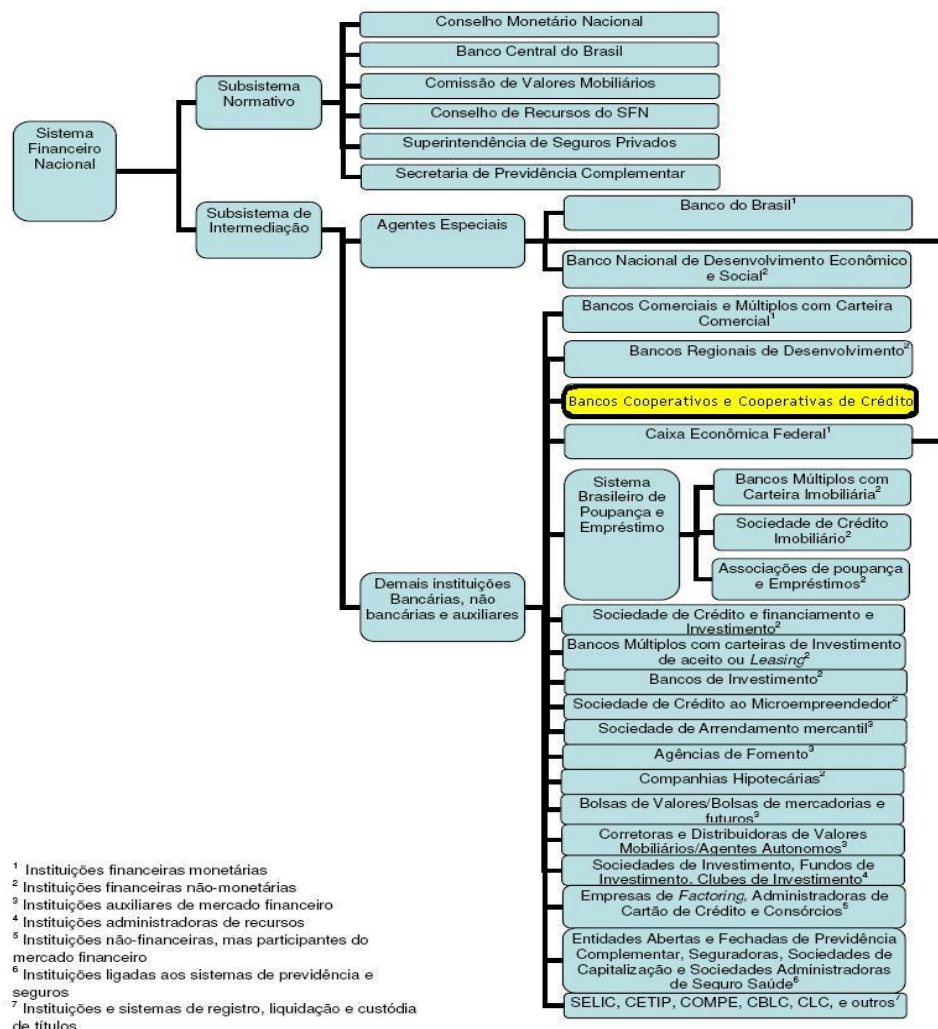 Conselho Monetário Nacional
Banco Central do Brasil
Subsistema
Normativo
Comissão de Valores Mobiliários
Conselho de Recursos do SFN
Sistema
Financeiro
Nacional
Superintendência de Seguros Privados
Secretaria de Previdência Complementar
Subsistema de
Intermediação
Agentes Especiais
Banco do Brasil¹
Banco Nacional de Desenvolvimento Econômico
e Social²
Bancos Comerciais e Múltiplos com Carteira
Comercial¹
Bancos Regionais de Desenvolvimento²
Bancos Cooperativos e Cooperativas de Crédito
Caixa Econômica Federal¹
Sistema
Brasileiro de
Poupança e
Empréstimo
Bancos Múltiplos com
Carteira Imobiliária²
Sociedade de Crédito
Imobiliário²
Associações de poupança
e Empréstimos²
Demais instituições
Bancárias, não
bancárias e auxiliares
Sociedade de Crédito e financiamento e
Investimento²
Bancos Múltiplos com carteiras de Investimento
de aceito ou Leasing²
Bancos de Investimento²
Sociedade de Crédito ao Microempreendedor²
Sociedade de Arrendamento mercantil³
Agências de Fomento³
Companhias Hipotecárias²
Bolsas de Valores/Bolsas de mercadorias e
futuros³
Corretoras e Distribuidoras de Valores
Mobiliários/Agentes Autonomos³
Sociedades de Investimento, Fundos de
Investimento. Clubes de Investimento⁴
Empresas de Factoring, Administradoras de
Cartão de Crédito e Consórcios⁵
Entidades Abertas e Fechadas de Previdência
Complementar, Seguradoras, Sociedades de
Capitalização e Sociedades Administradoras
de Seguro Saúde⁶
SELIC, CETIP, COMPE, CBLC, CLC, e outros⁷
¹ Instituições financeiras monetárias
² Instituições financeiras não-monetárias
³ Instituições auxiliares de mercado financeiro
⁴ Instituições administradoras de recursos
⁵ Instituições não-financeiras, mas participantes do
mercado financeiro
⁶ Instituições ligadas aos sistemas de previdência e
seguros
⁷ Instituições e sistemas de registro, liquidação e custódia
de títulos